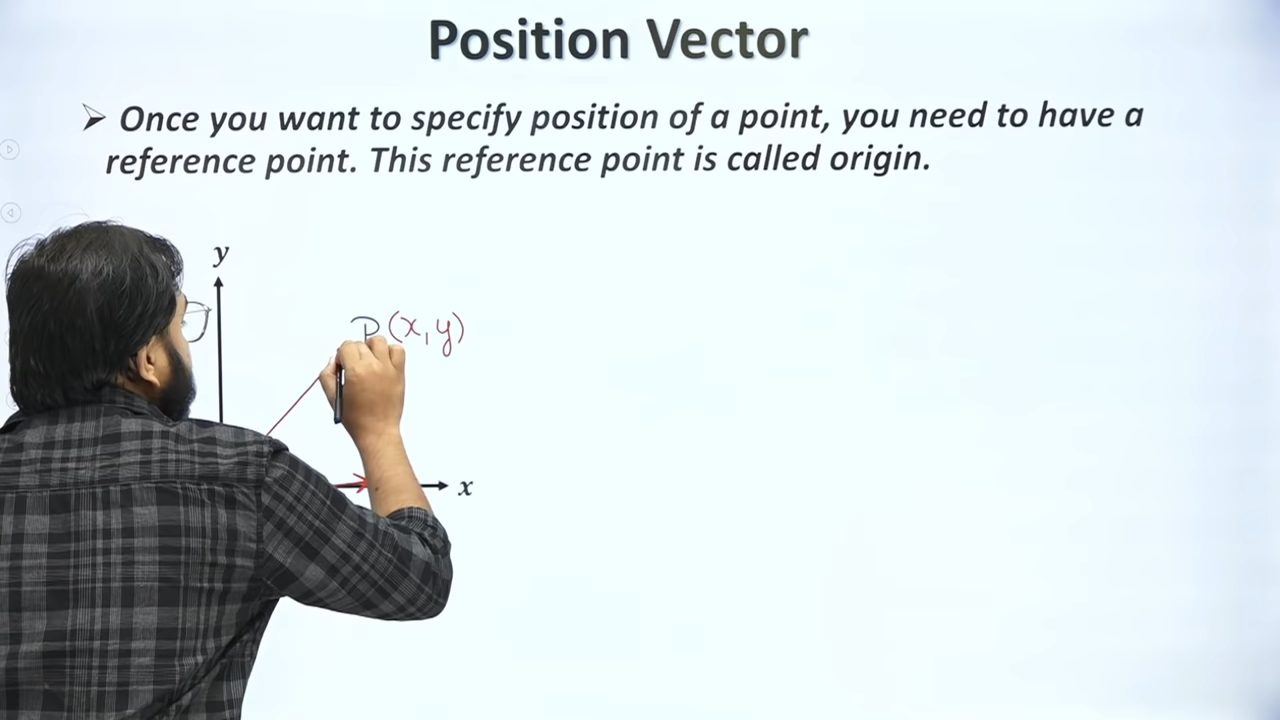 Position Vector
➢ Once you want to specify position of a point, you need to have a
reference point. This reference point is called origin.
y
P(x, y)
x